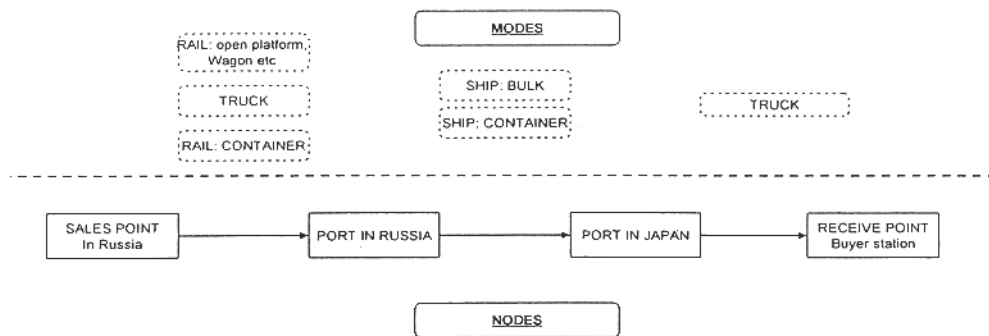 MODES
RAIL: open platform,
Wagon etc
TRUCK
RAIL: CONTAINER
SHIP: BULK
SHIP: CONTAINER
TRUCK
SALES POINT
In Russia
PORT IN RUSSIA
PORT IN JAPAN
RECEIVE POINT
Buyer station
NODES